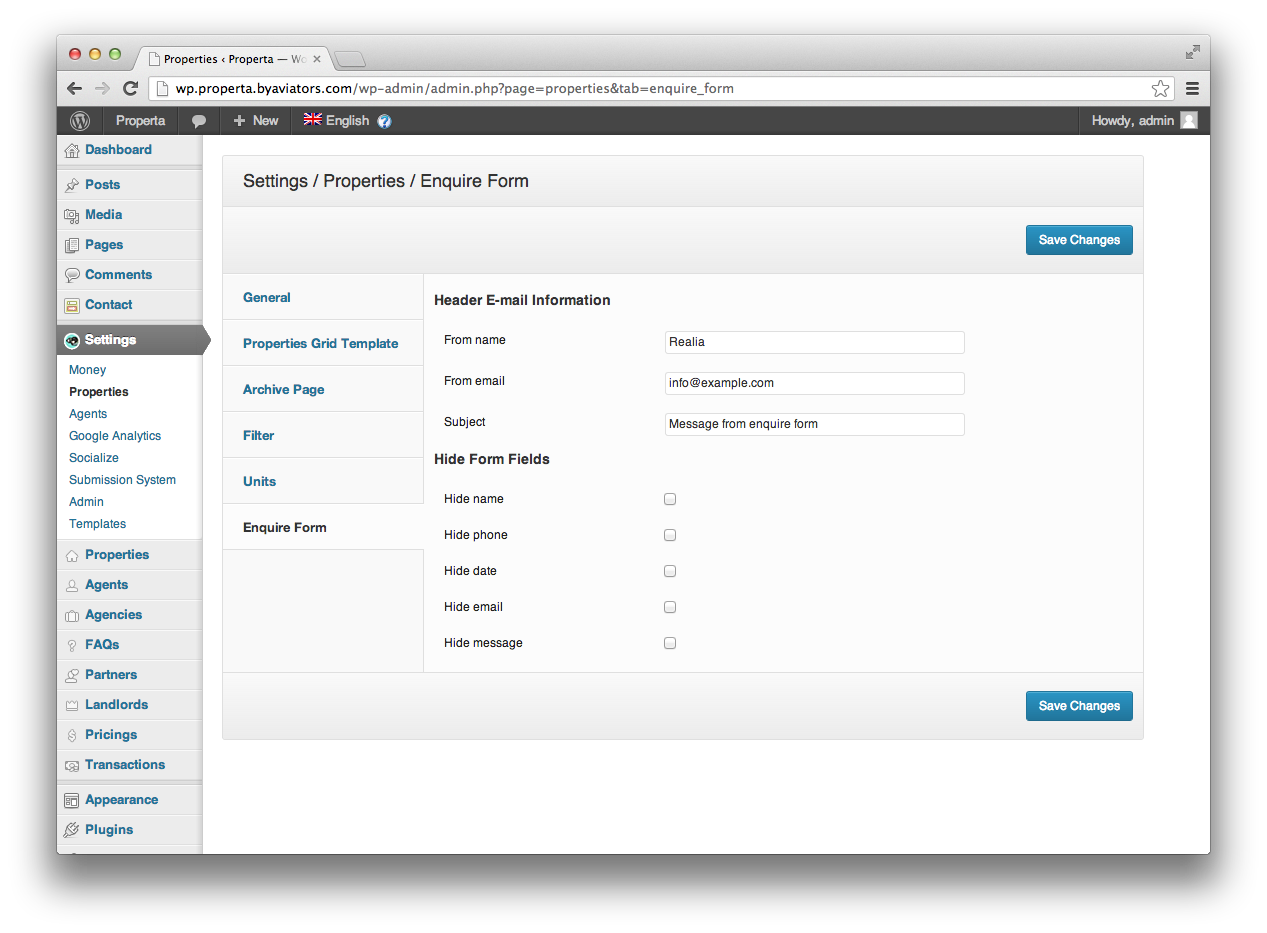 Properties ‹ Properta — Wo
wp.properta.byaviators.com/wp-admin/admin.php?page=properties&tab=enquire_form
Properta
+ New
English
?
Howdy, admin
Dashboard
Posts
Media
Pages
Comments
Contact
Settings
Money
Properties
Agents
Google Analytics
Socialize
Submission System
Admin
Templates
Properties
Agents
Agencies
FAQs
Partners
Landlords
Pricings
Transactions
Appearance
Plugins
Settings / Properties / Enquire Form
Save Changes
General
Properties Grid Template
Archive Page
Filter
Units
Enquire Form
Header E-mail Information
From name
Realia
From email
info@example.com
Subject
Message from enquire form
Hide Form Fields
Hide name
Hide phone
Hide date
Hide email
Hide message
Save Changes